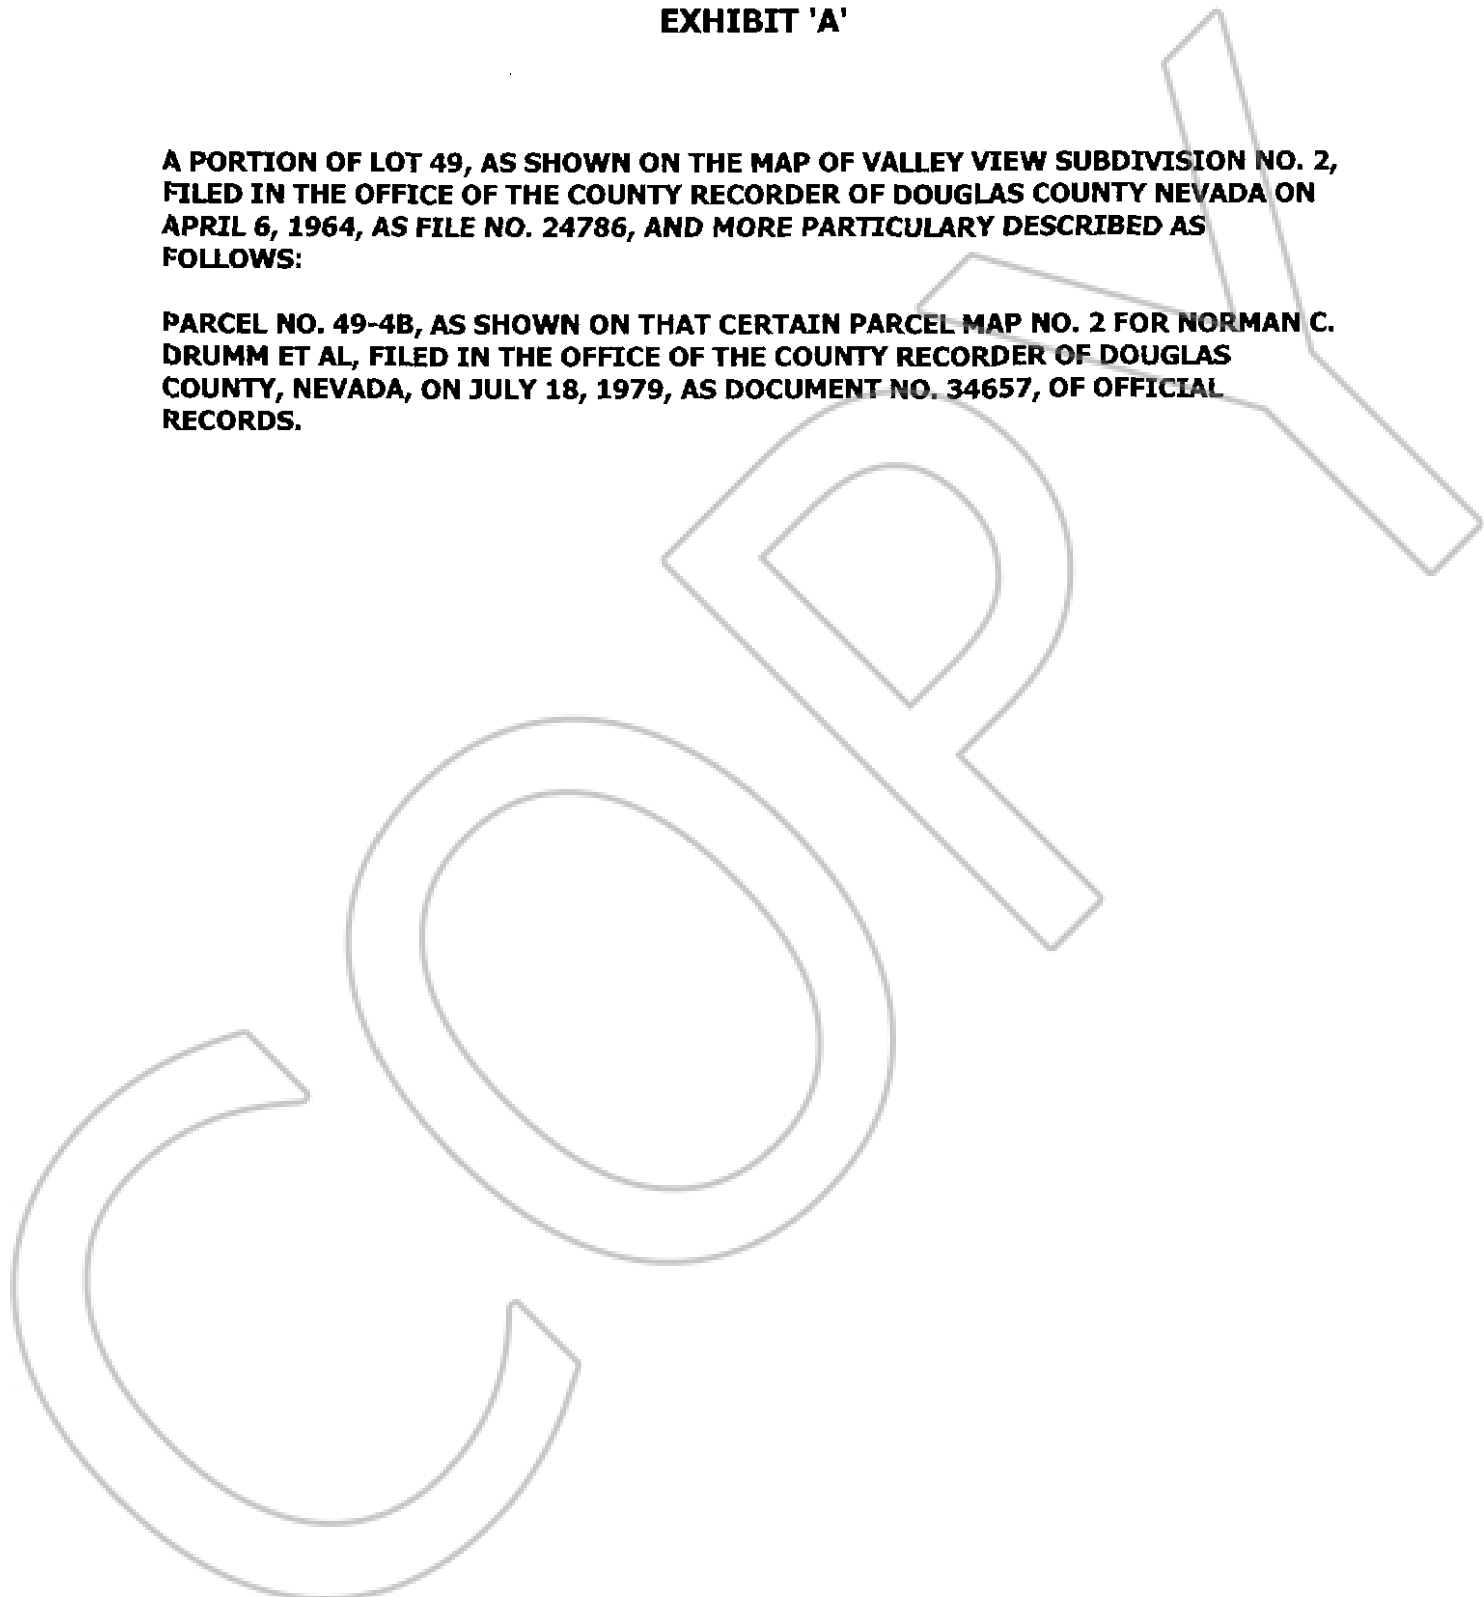 EXHIBIT 'A'
A PORTION OF LOT 49, AS SHOWN ON THE MAP OF VALLEY VIEW SUBDIVISION NO. 2,
FILED IN THE OFFICE OF THE COUNTY RECORDER OF DOUGLAS COUNTY NEVADA ON
APRIL 6, 1964, AS FILE NO. 24786, AND MORE PARTICULARY DESCRIBED AS
FOLLOWS:
PARCEL NO. 49-4B, AS SHOWN ON THAT CERTAIN PARCEL MAP NO. 2 FOR NORMAN C.
DRUMM ET AL, FILED IN THE OFFICE OF THE COUNTY RECORDER OF DOUGLAS
COUNTY, NEVADA, ON JULY 18, 1979, AS DOCUMENT NO. 34657, OF OFFICIAL
RECORDS.
COPY